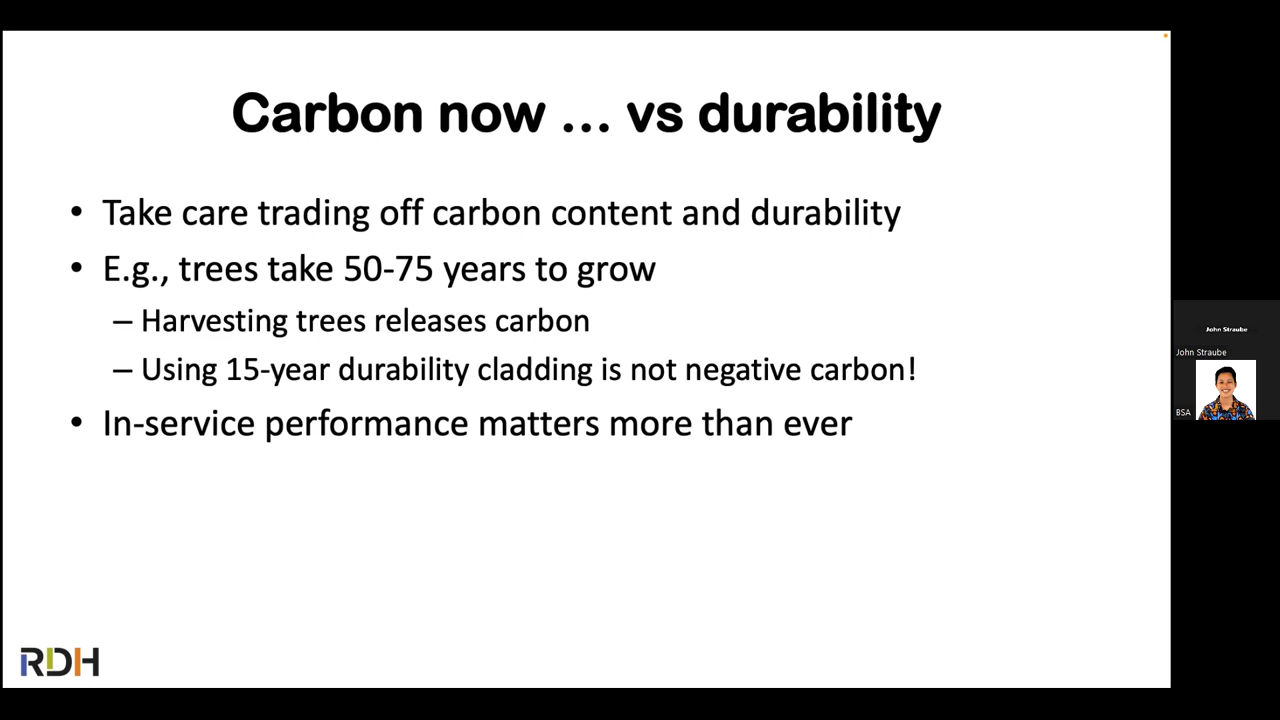 Carbon now ... vs durability
• Take care trading off carbon content and durability
• E.g., trees take 50-75 years to grow
– Harvesting trees releases carbon
– Using 15-year durability cladding is not negative carbon!
• In-service performance matters more than ever
RDH
John Straube
John Straube
BSA